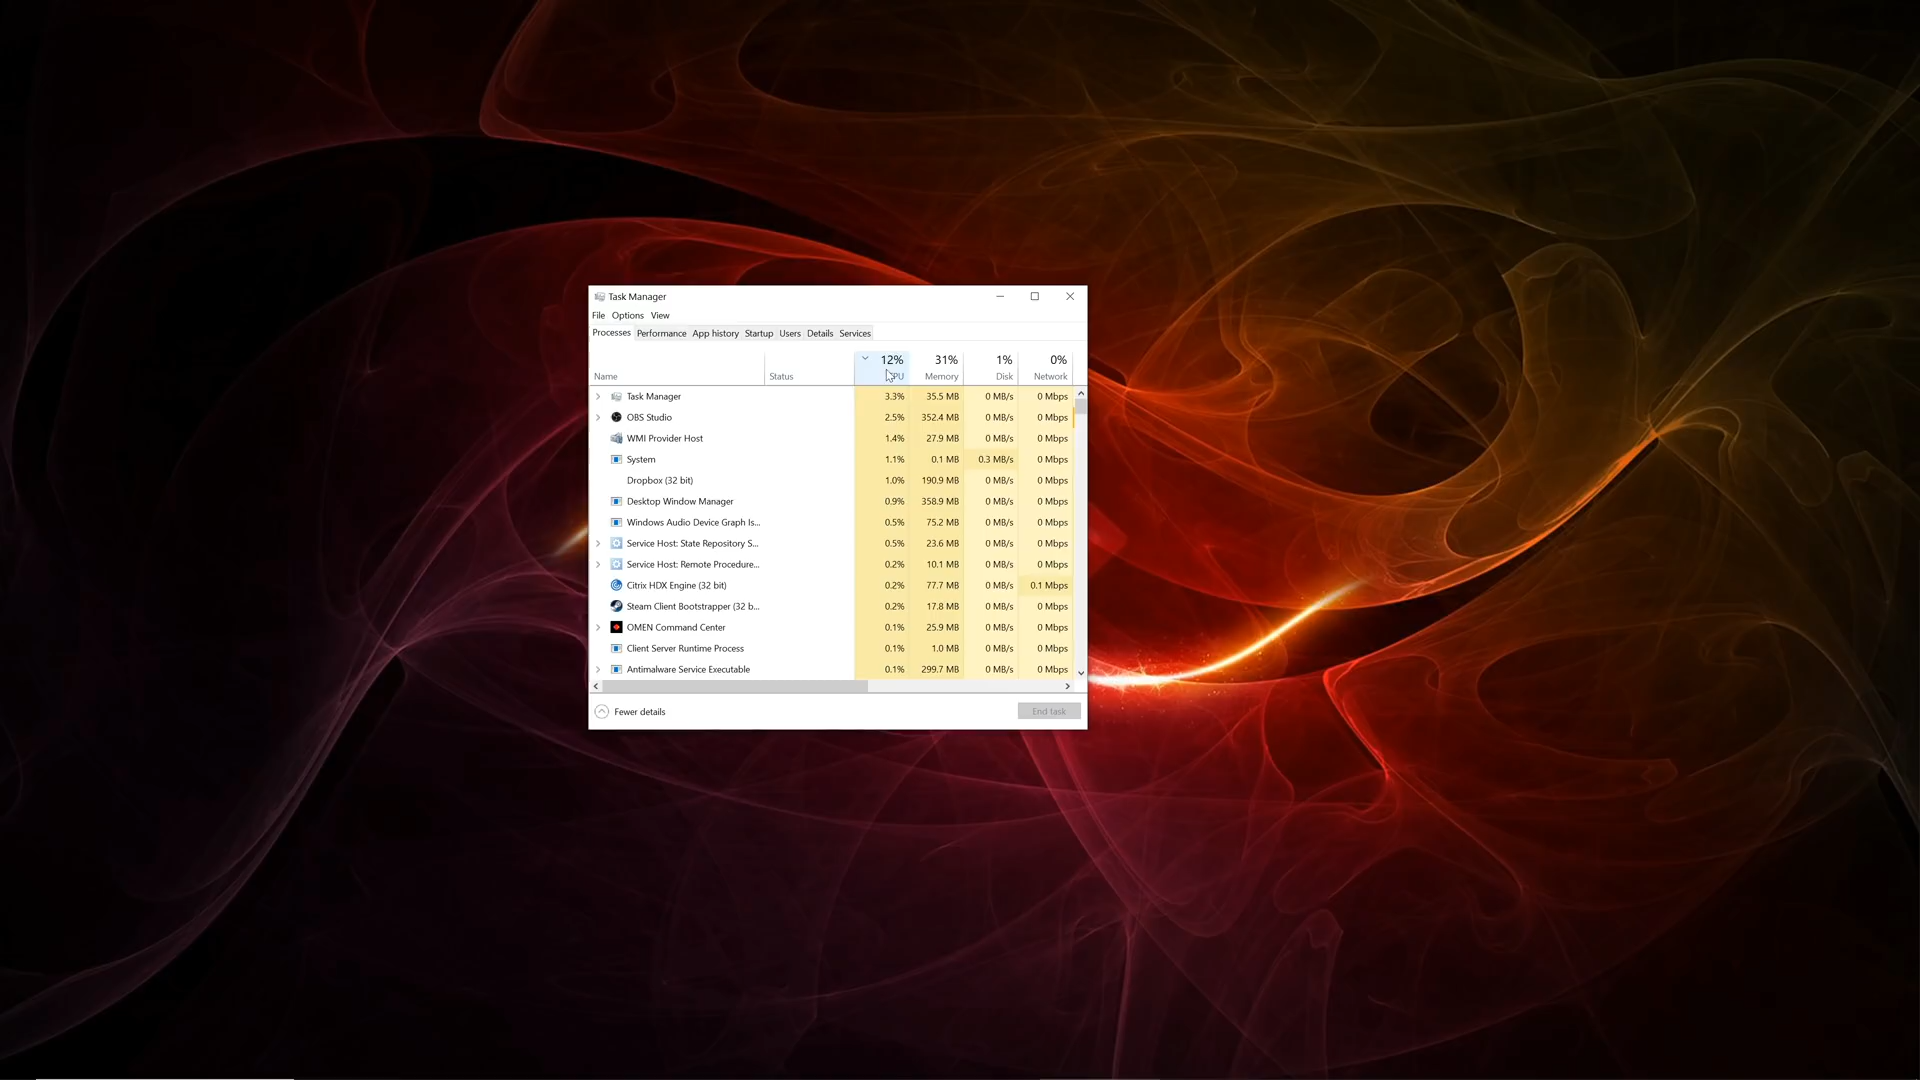 Task Manager
File Options View
Processes Performance App history Startup Users Details Services
12% 31% 1% 0%
Name Status CPU Memory Disk Network
Task Manager 3.3% 35.5 MB 0 MB/s 0 Mbps
OBS Studio 2.5% 352.4 MB 0 MB/s 0 Mbps
WMI Provider Host 1.4% 27.9 MB 0 MB/s 0 Mbps
System 1.1% 0.1 MB 0.3 MB/s 0 Mbps
Dropbox (32 bit) 1.0% 190.9 MB 0 MB/s 0 Mbps
Desktop Window Manager 0.9% 358.9 MB 0 MB/s 0 Mbps
Windows Audio Device Graph Is... 0.5% 75.2 MB 0 MB/s 0 Mbps
Service Host: State Repository S... 0.5% 23.6 MB 0 MB/s 0 Mbps
Service Host: Remote Procedure... 0.2% 10.1 MB 0 MB/s 0 Mbps
Citrix HDX Engine (32 bit) 0.2% 77.7 MB 0 MB/s 0.1 Mbps
Steam Client Bootstrapper (32 b... 0.2% 17.8 MB 0 MB/s 0 Mbps
OMEN Command Center 0.1% 25.9 MB 0 MB/s 0 Mbps
Client Server Runtime Process 0.1% 1.0 MB 0 MB/s 0 Mbps
Antimalware Service Executable 0.1% 299.7 MB 0 MB/s 0 Mbps
Fewer details End task